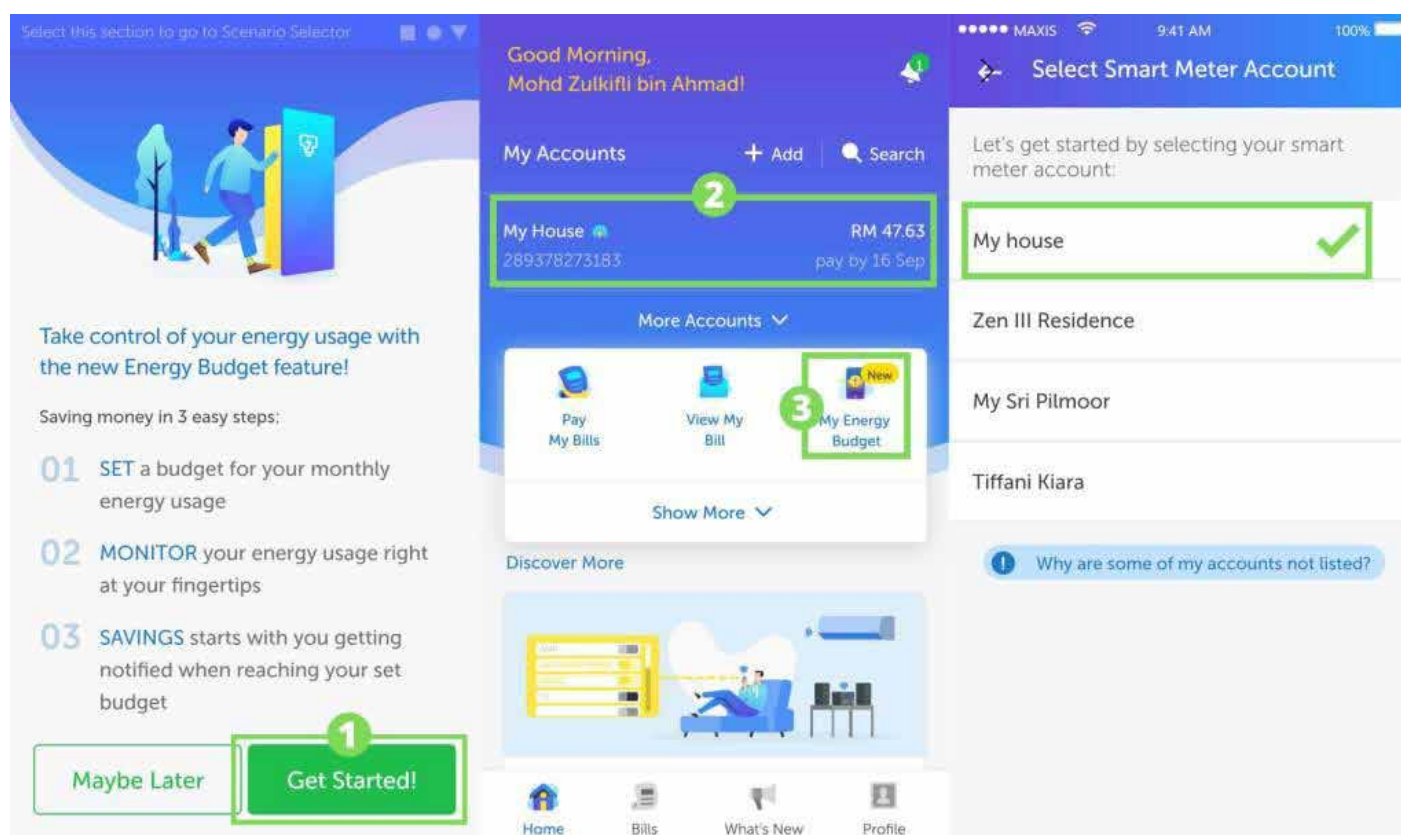 Select this section to go to Scenario Selector
Take control of your energy usage with
the new Energy Budget feature!
Saving money in 3 easy steps:
01 SET a budget for your monthly
energy usage
02 MONITOR your energy usage right
at your fingertips
03 SAVINGS starts with you getting
notified when reaching your set
budget
1
Maybe Later
Get Started!
Good Morning,
Mohd Zulkifli bin Ahmad!
1
My Accounts
+ Add
Search
2
My House
RM 47.63
289378273183
pay by 16 Sep
More Accounts
Pay
My Bills
View My
Bill
3
New
My Energy
Budget
Show More
Discover More
Home
Bills
What's New
Profile
MAXIS
9:41 AM
100%
Select Smart Meter Account
Let's get started by selecting your smart
meter account:
My house
Zen III Residence
My Sri Pilmoor
Tiffani Kiara
Why are some of my accounts not listed?